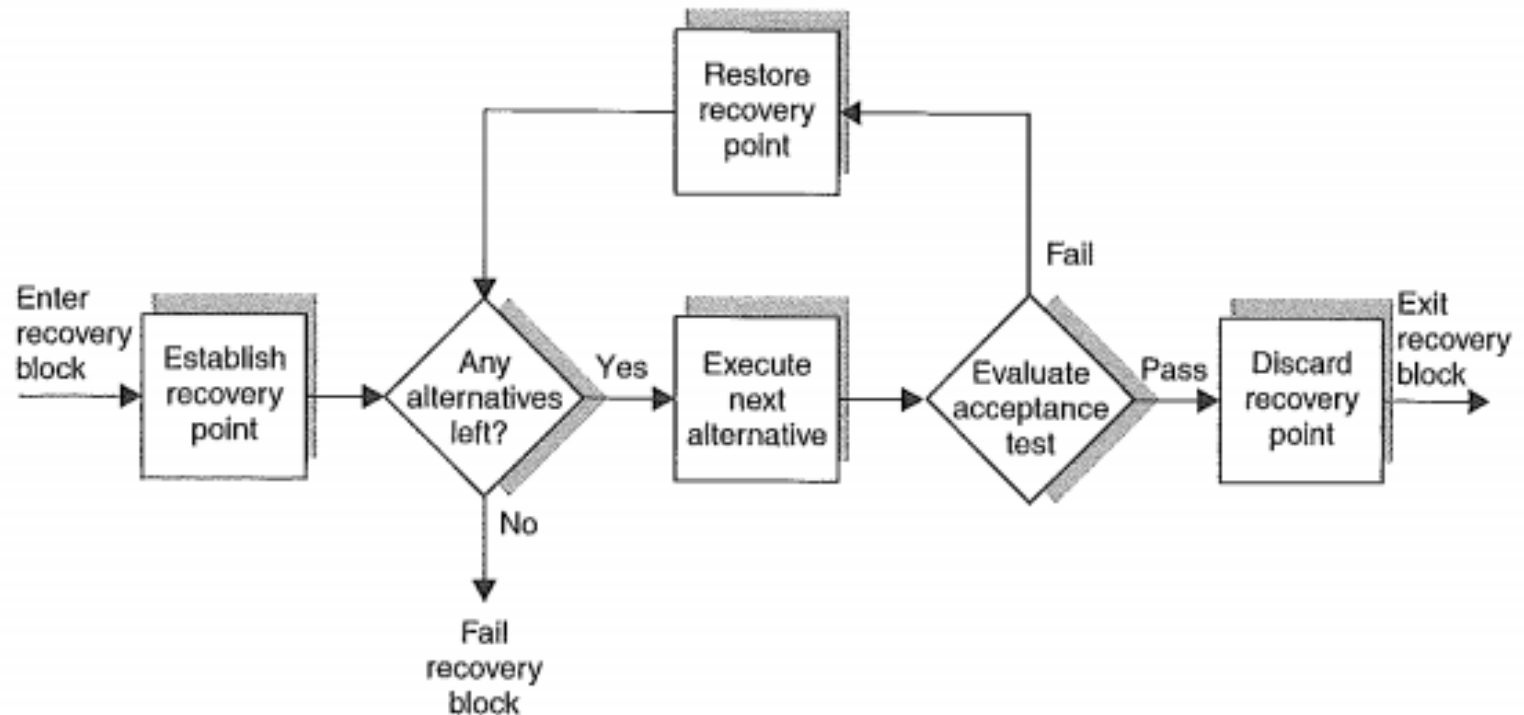 Restore
recovery
point
Fail
Enter
recovery
block
Establish
recovery
point
Any
alternatives
left?
Yes
Execute
next
alternative
Evaluate
acceptance
test
Pass
Discard
recovery
point
Exit
recovery
block
No
Fail
recovery
block